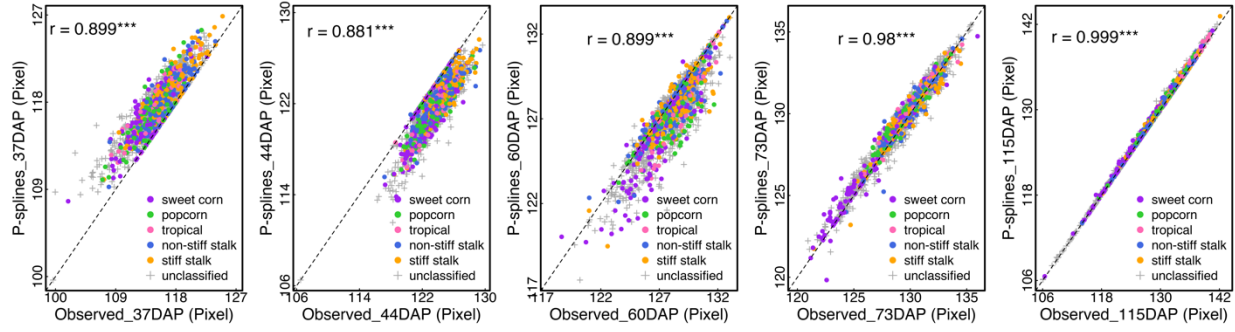 r = 0.899***
P-splines_37DAP (Pixel)
127
118
109
100
sweet corn
popcorn
tropical
non-stiff stalk
stiff stalk
unclassified
100 109 118 127
Observed_37DAP (Pixel)
r = 0.881***
P-splines_44DAP (Pixel)
130
122
114
106
sweet corn
popcorn
tropical
non-stiff stalk
stiff stalk
unclassified
106 114 122 130
Observed_44DAP (Pixel)
r = 0.899***
P-splines_60DAP (Pixel)
132
127
122
117
sweet corn
popcorn
tropical
non-stiff stalk
stiff stalk
unclassified
117 122 127 132
Observed_60DAP (Pixel)
r = 0.98***
P-splines_73DAP (Pixel)
135
130
125
120
sweet corn
popcorn
tropical
non-stiff stalk
stiff stalk
unclassified
120 125 130 135
Observed_73DAP (Pixel)
r = 0.999***
P-splines_115DAP (Pixel)
142
130
118
106
sweet corn
popcorn
tropical
non-stiff stalk
stiff stalk
unclassified
106 118 130 142
Observed_115DAP (Pixel)